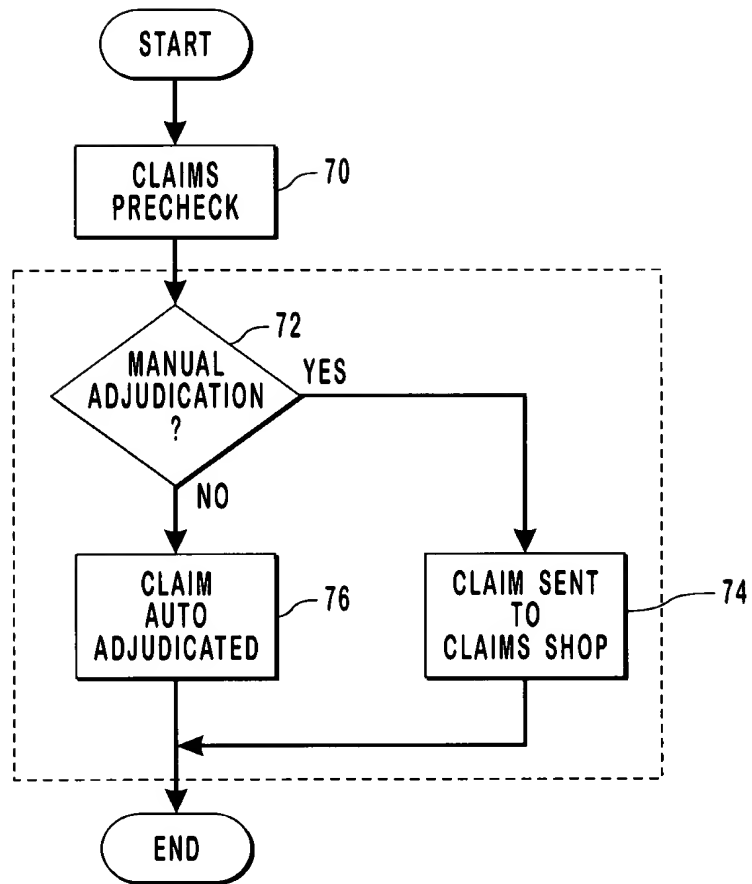 START
CLAIMS
PRECHECK
70
72
MANUAL
ADJUDICATION
?
YES
NO
CLAIM
AUTO
ADJUDICATED
76
CLAIM SENT
TO
CLAIMS SHOP
74
END